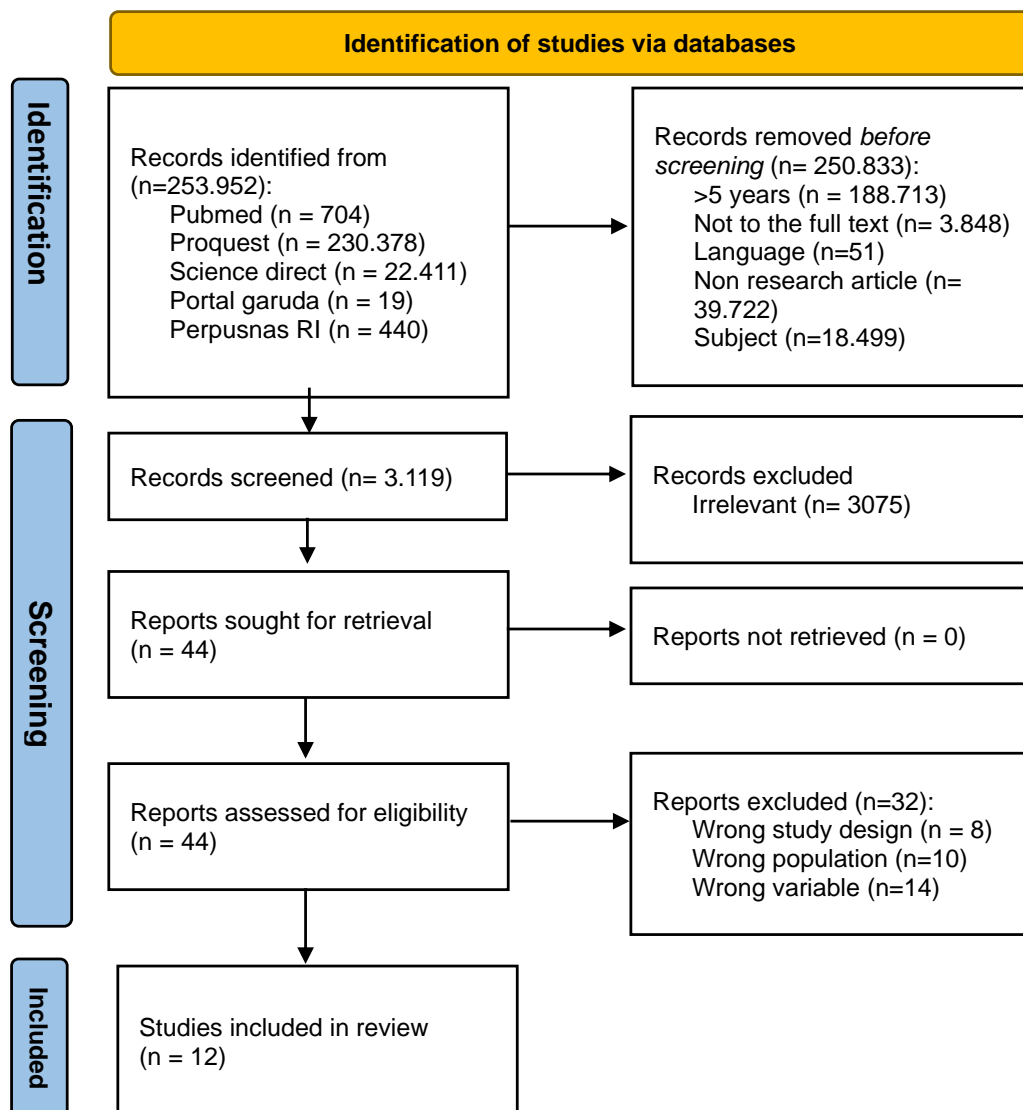 Identification of studies via databases
Identification
Records identified from
(n=253.952):
Pubmed (n = 704)
Proquest (n = 230.378)
Science direct (n = 22.411)
Portal garuda (n = 19)
Perpusnas RI (n = 440)
Records removed before
screening (n= 250.833):
>5 years (n = 188.713)
Not to the full text (n= 3.848)
Language (n=51)
Non research article (n=
39.722)
Subject (n=18.499)
Screening
Records screened (n= 3.119)
Records excluded
Irrelevant (n= 3075)
Reports sought for retrieval
(n = 44)
Reports not retrieved (n = 0)
Reports assessed for eligibility
(n = 44)
Reports excluded (n=32):
Wrong study design (n = 8)
Wrong population (n=10)
Wrong variable (n=14)
Included
Studies included in review
(n = 12)